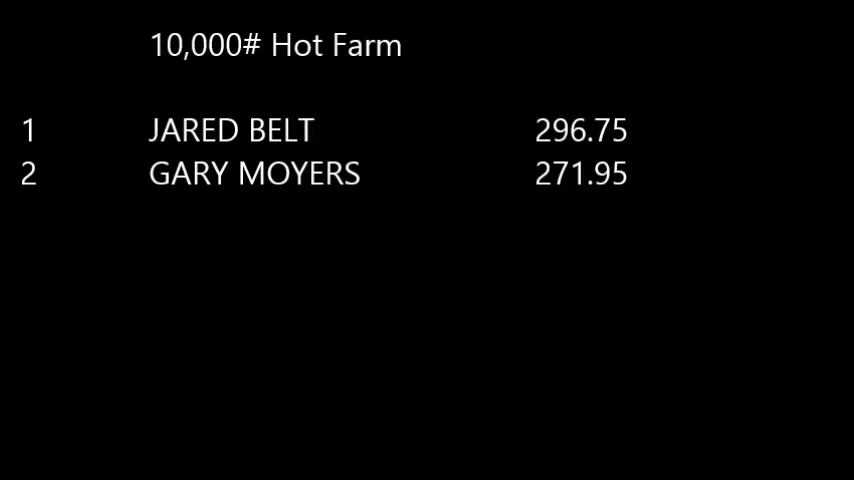 10,000# Hot Farm
1 JARED BELT 296.75
2 GARY MOYERS 271.95